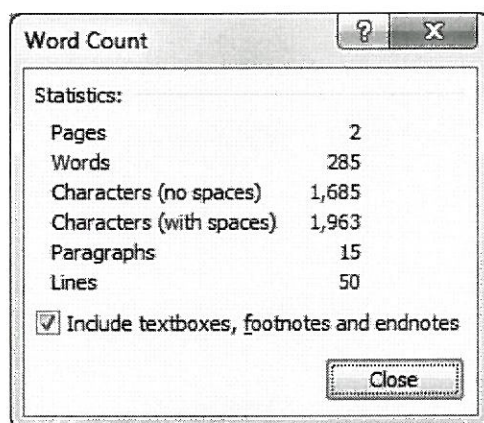 Word Count
?
X
Statistics:
Pages 2
Words 285
Characters (no spaces) 1,685
Characters (with spaces) 1,963
Paragraphs 15
Lines 50
Include textboxes, footnotes and endnotes
Close